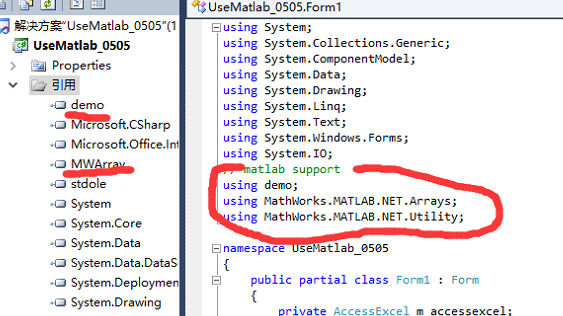 解决方案"UseMatlab_0505"(1
UseMatlab_0505
Properties
引用
demo
Microsoft.CSharp
Microsoft.Office.Int
MWArray
stdole
System
System.Core
System.Data
System.Data.DataS
System.Deploymen
System.Drawing
UseMatlab_0505.Form1
using System;
using System.Collections.Generic;
using System.ComponentModel;
using System.Data;
using System.Drawing;
using System.Linq;
using System.Text;
using System.Windows.Forms;
using System.IO;
// matlab support
using demo;
using MathWorks.MATLAB.NET.Arrays;
using MathWorks.MATLAB.NET.Utility;
namespace UseMatlab_0505
{
public partial class Form1 : Form
{
private AccessExcel m_accessexcel;